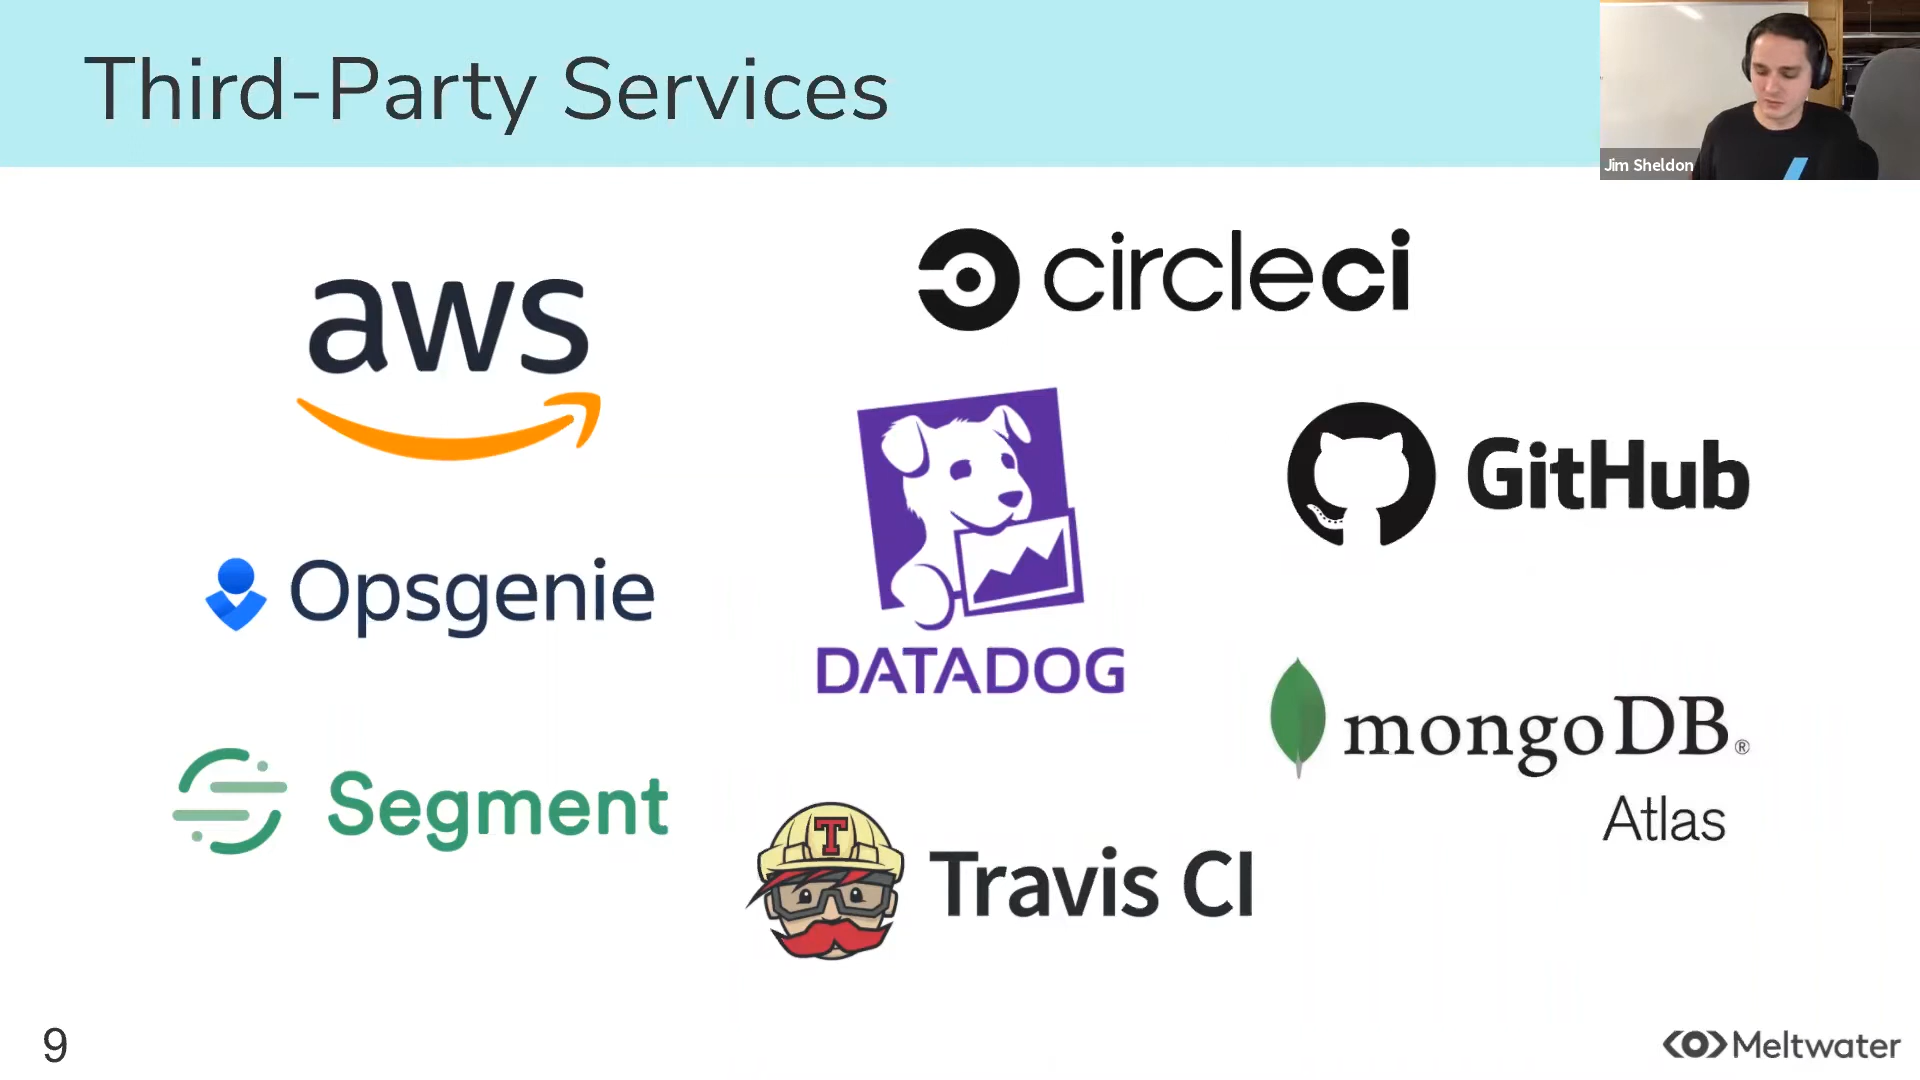 Third-Party Services
Jim Sheldon
aws
circleci
DATADOG
GitHub
Opsgenie
mongoDB®
Atlas
Segment
T
Travis CI
9
Meltwater